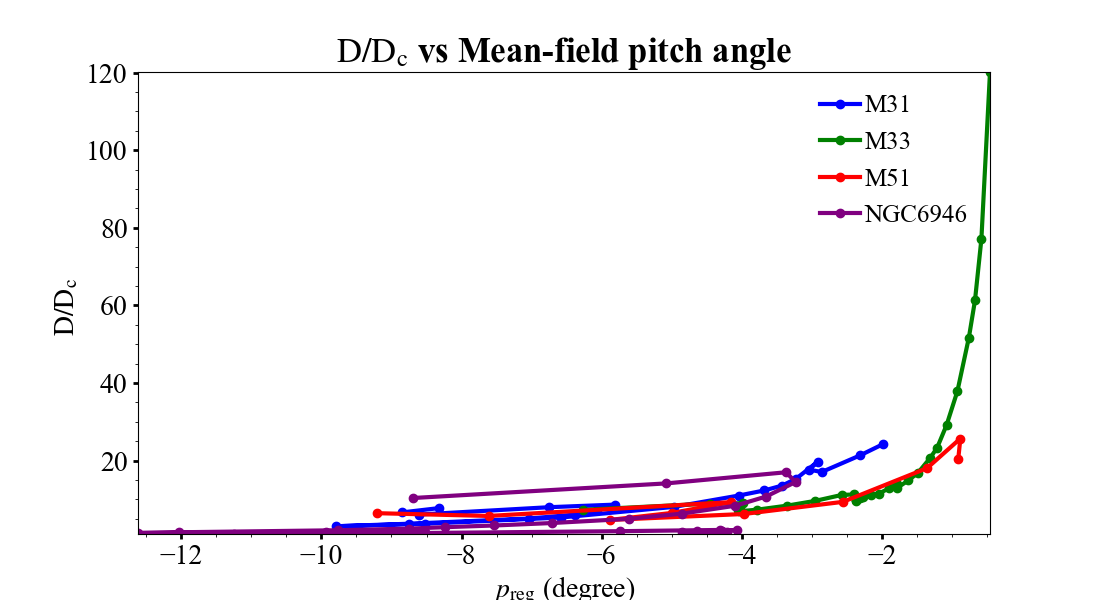 D/Dc vs Mean-field pitch angle
120
100
80
60
40
20
D/Dc
M31
M33
M51
NGC6946
−12 −10 −8 −6 −4 −2
preg (degree)